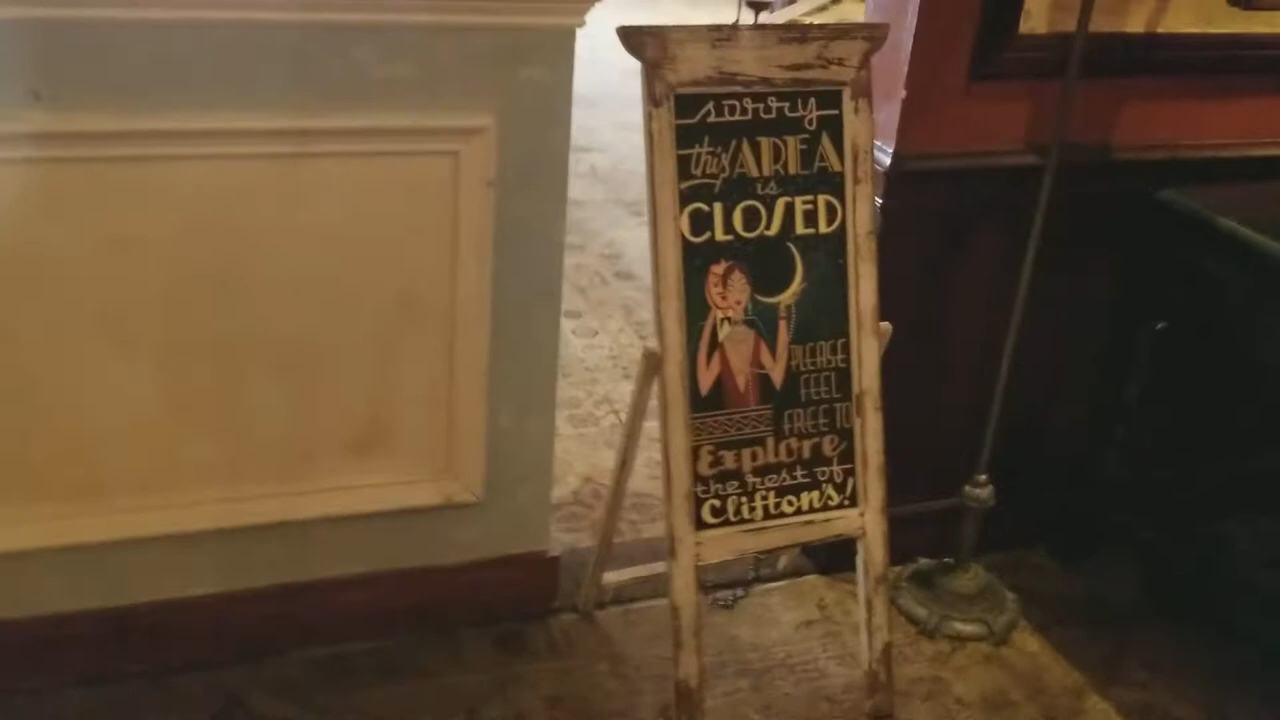 sorry
this AREA
is
CLOSED
PLEASE
FEEL
FREE TO
Explore
the rest of
Clifton's!